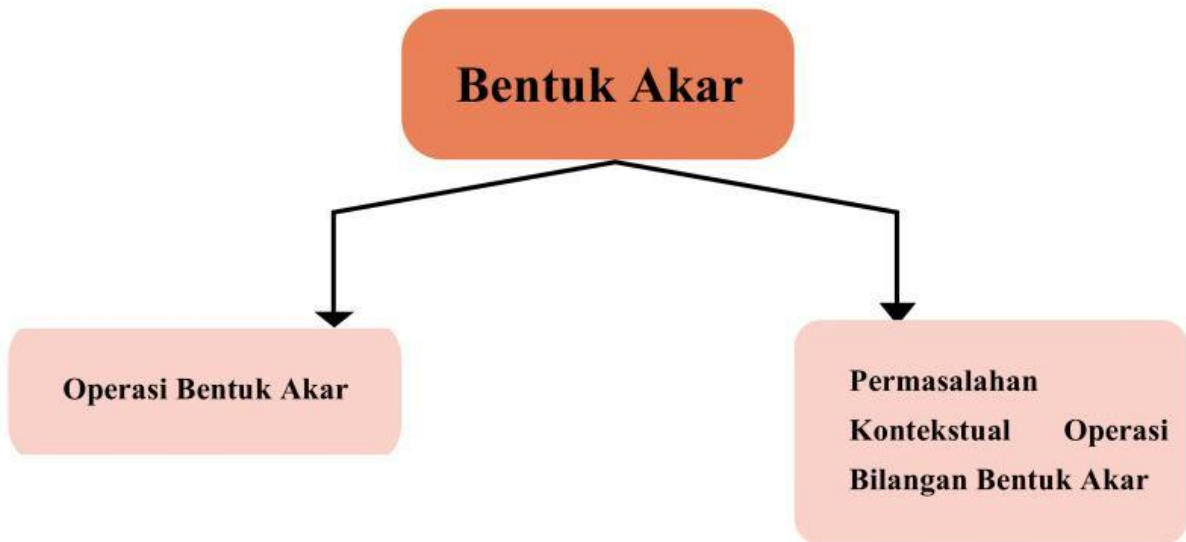 Bentuk Akar
Operasi Bentuk Akar
Permasalahan
Kontekstual Operasi
Bilangan Bentuk Akar